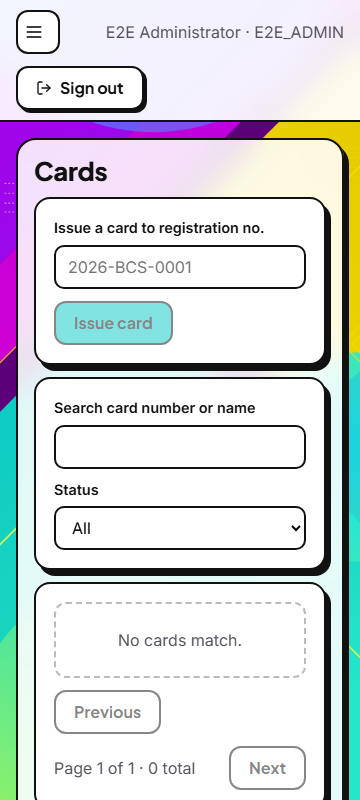 E2E Administrator · E2E_ADMIN
Sign out
Cards
Issue a card to registration no.
2026-BCS-0001
Issue card
Search card number or name
Status
All
No cards match.
Previous
Page 1 of 1 · 0 total
Next